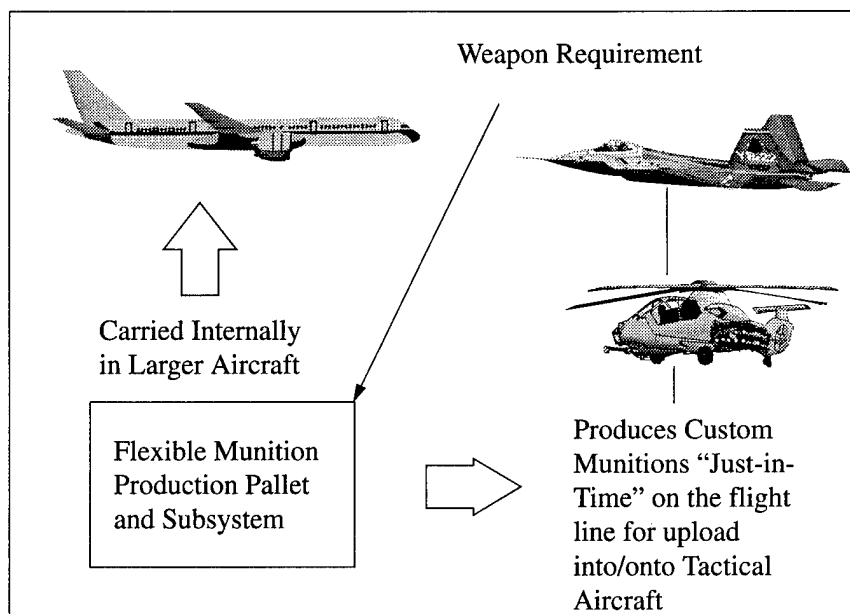 Weapon Requirement
Carried Internally
in Larger Aircraft
Flexible Munition
Production Pallet
and Subsystem
Produces Custom
Munitions “Just-in-
Time” on the flight
line for upload
into/onto Tactical
Aircraft